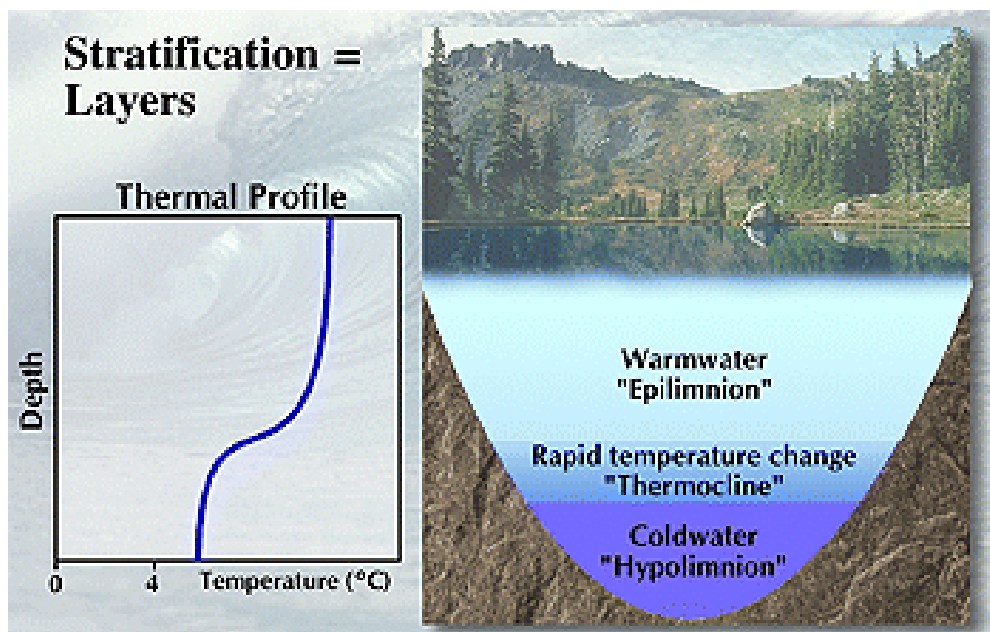 Stratification =
Layers
Thermal Profile
Depth
0
4
Temperature (°C)
Warmwater
"Epilimnion"
Rapid temperature change
"Thermocline"
Coldwater
"Hypolimnion"